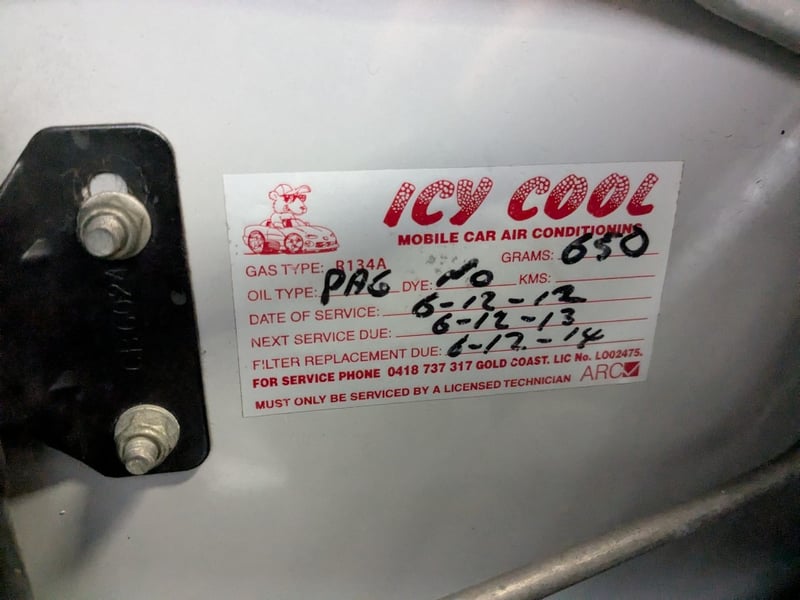 ICY COOL
MOBILE CAR AIR CONDITIONING
GAS TYPE: R134A GRAMS: 650
OIL TYPE: PAG DYE: NO KMS:
DATE OF SERVICE: 6-12-12
NEXT SERVICE DUE: 6-12-13
FILTER REPLACEMENT DUE: 6-12-14
FOR SERVICE PHONE 0418 737 317 GOLD COAST. LIC No. LO02475.
MUST ONLY BE SERVICED BY A LICENSED TECHNICIAN ARC